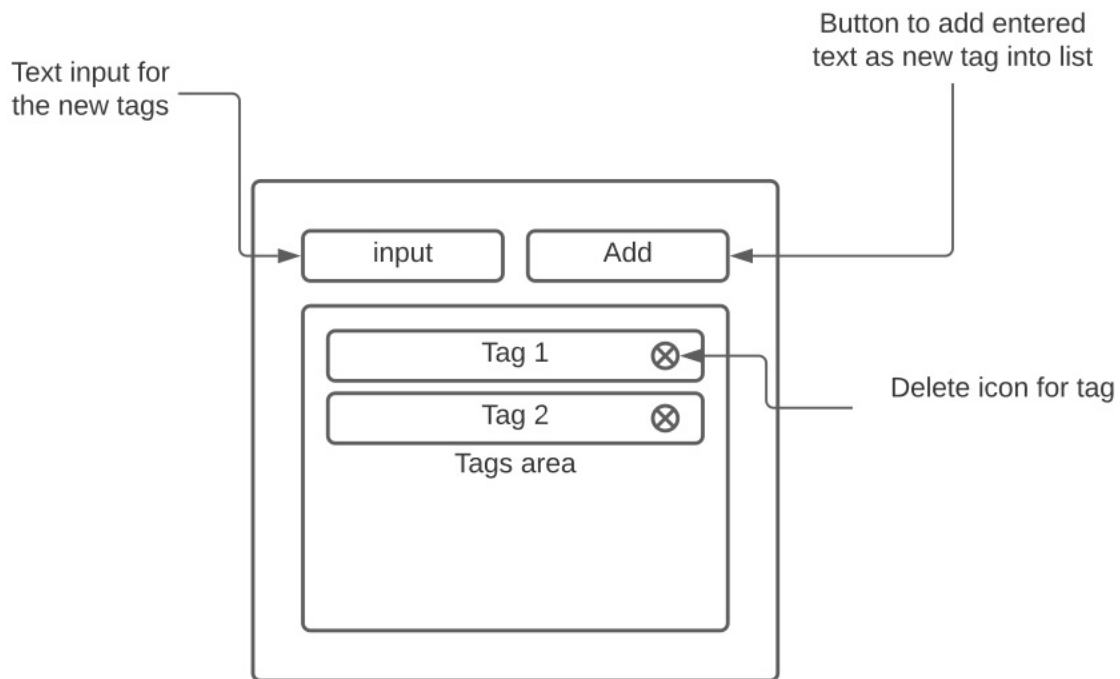 Button to add entered
text as new tag into list
Text input for
the new tags
input
Add
Tag 1
Delete icon for tag
Tag 2
Tags area